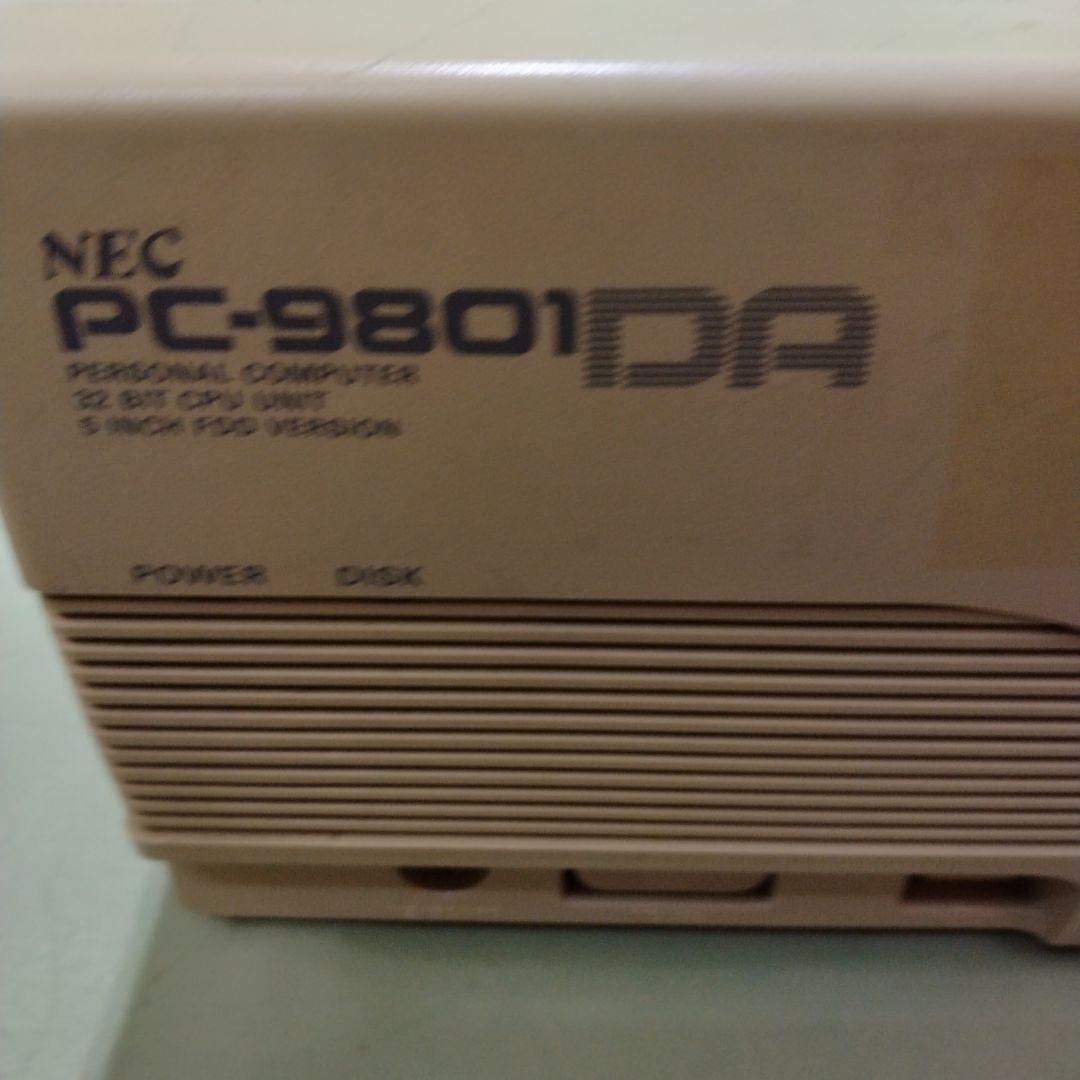 NEC
PC-9801DA
PERSONAL COMPUTER
32 BIT CPU UNIT
5 INCH FDD VERSION
POWER DISK